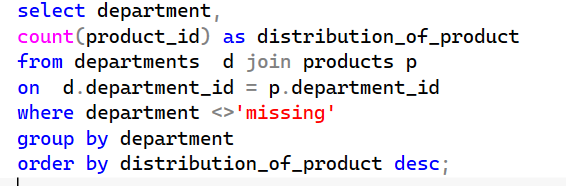 select department,
count(product_id) as distribution_of_product
from departments  d join products p
on  d.department_id = p.department_id
where department <>'missing'
group by department
order by distribution_of_product desc;